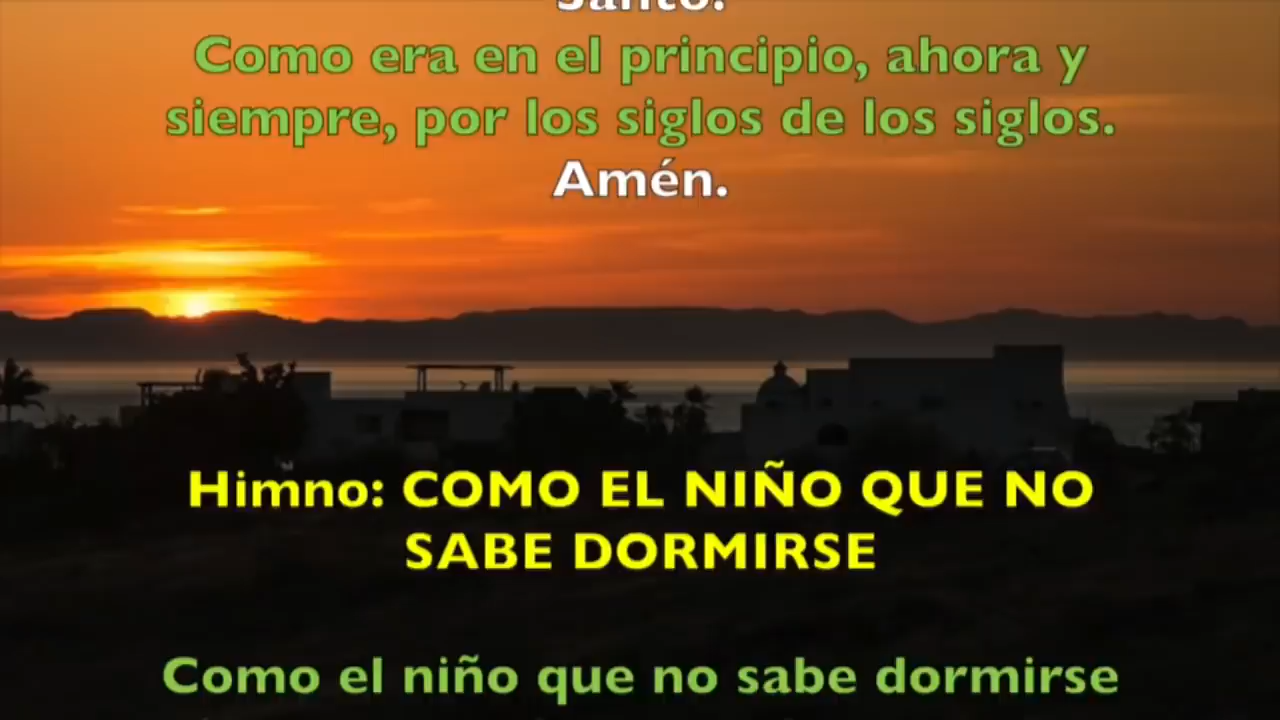 Santo.
Como era en el principio, ahora y
siempre, por los siglos de los siglos.
Amén.
Himno: COMO EL NIÑO QUE NO
SABE DORMIRSE
Como el niño que no sabe dormirse